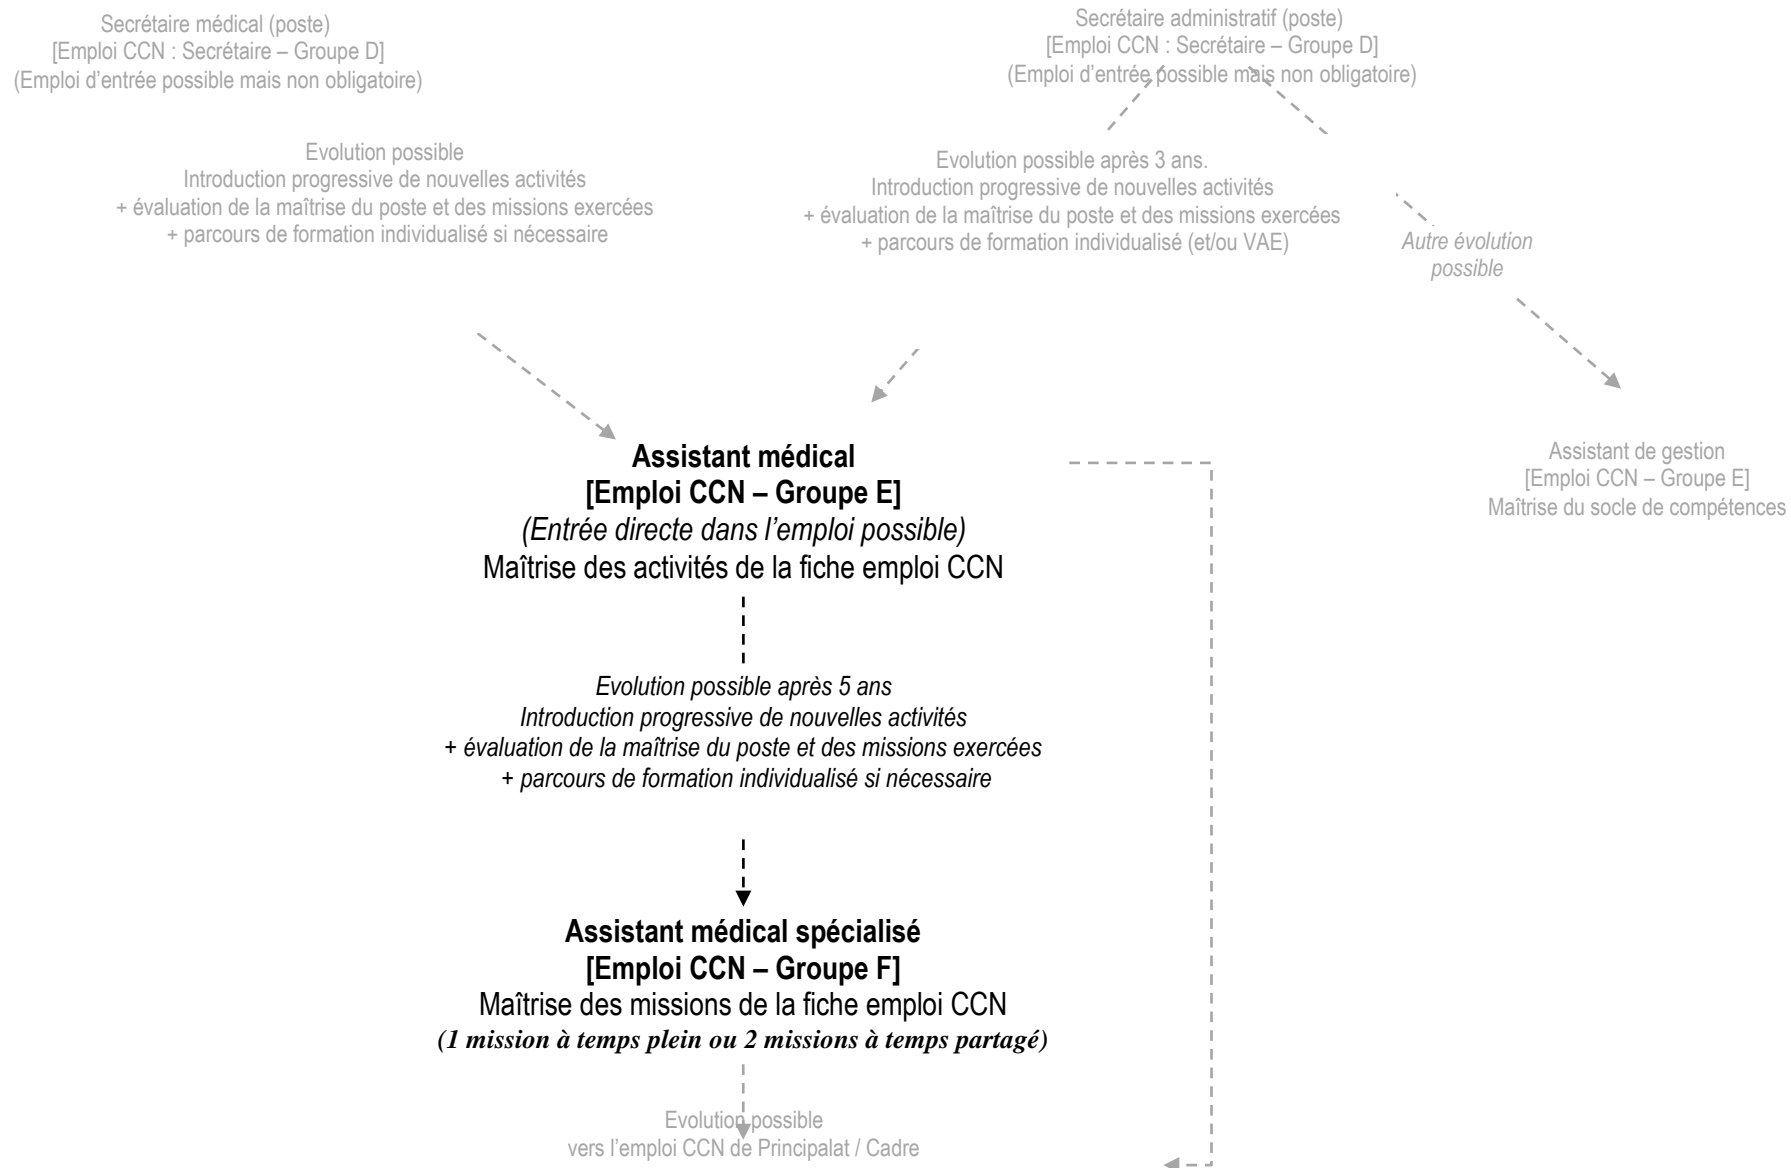 Secrétaire médical (poste)
[Emploi CCN : Secrétaire – Groupe D]
(Emploi d'entrée possible mais non obligatoire)
Secrétaire administratif (poste)
[Emploi CCN : Secrétaire – Groupe D]
(Emploi d'entrée possible mais non obligatoire)
Evolution possible
Introduction progressive de nouvelles activités
+ évaluation de la maîtrise du poste et des missions exercées
+ parcours de formation individualisé si nécessaire
Evolution possible après 3 ans.
Introduction progressive de nouvelles activités
+ évaluation de la maîtrise du poste et des missions exercées
+ parcours de formation individualisé (et/ou VAE)
Autre évolution
possible
Assistant médical
[Emploi CCN – Groupe E]
(Entrée directe dans l'emploi possible)
Maîtrise des activités de la fiche emploi CCN
Assistant de gestion
[Emploi CCN – Groupe E]
Maîtrise du socle de compétences
Evolution possible après 5 ans
Introduction progressive de nouvelles activités
+ évaluation de la maîtrise du poste et des missions exercées
+ parcours de formation individualisé si nécessaire
Assistant médical spécialisé
[Emploi CCN – Groupe F]
Maîtrise des missions de la fiche emploi CCN
(1 mission à temps plein ou 2 missions à temps partagé)
Evolution possible
vers l'emploi CCN de Principalat / Cadre